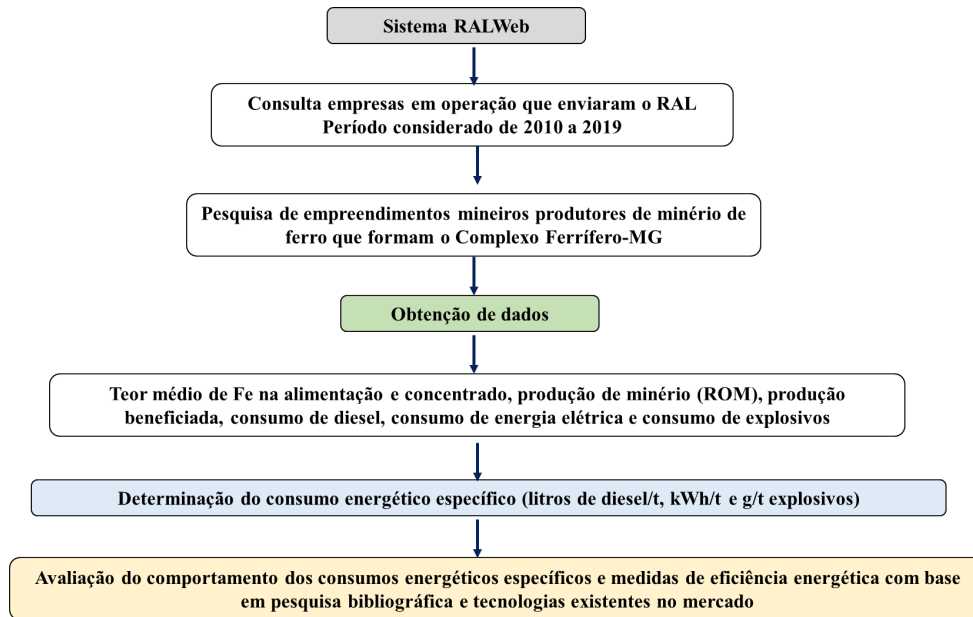 Sistema RALWeb
Consulta empresas em operação que enviaram o RAL
Período considerado de 2010 a 2019
Pesquisa de empreendimentos mineiros produtores de minério de
ferro que formam o Complexo Ferrífero-MG
Obtenção de dados
Teor médio de Fe na alimentação e concentrado, produção de minério (ROM), produção
beneficiada, consumo de diesel, consumo de energia elétrica e consumo de explosivos
Determinação do consumo energético específico (litros de diesel/t, kWh/t e g/t explosivos)
Avaliação do comportamento dos consumos energéticos específicos e medidas de eficiência energética com base
em pesquisa bibliográfica e tecnologias existentes no mercado